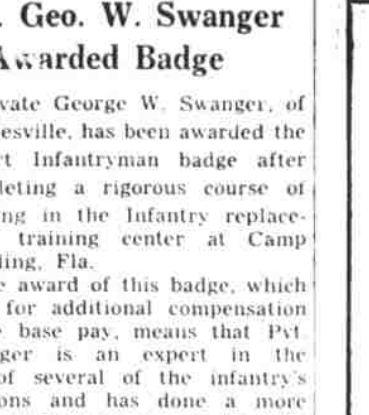 . Geo. W. Swanger
Awarded Badge
vate George W. Swanger, of
esville, has been awarded the
rt Infantryman badge after
leting a rigorous course of
ng in the Infantry replace-
training center at Camp
ling, Fla.
e award of this badge, which
for additional compensation
e base pay, means that Pvt.
ger is an expert in the
of several of the infantry's
ons and has done a more